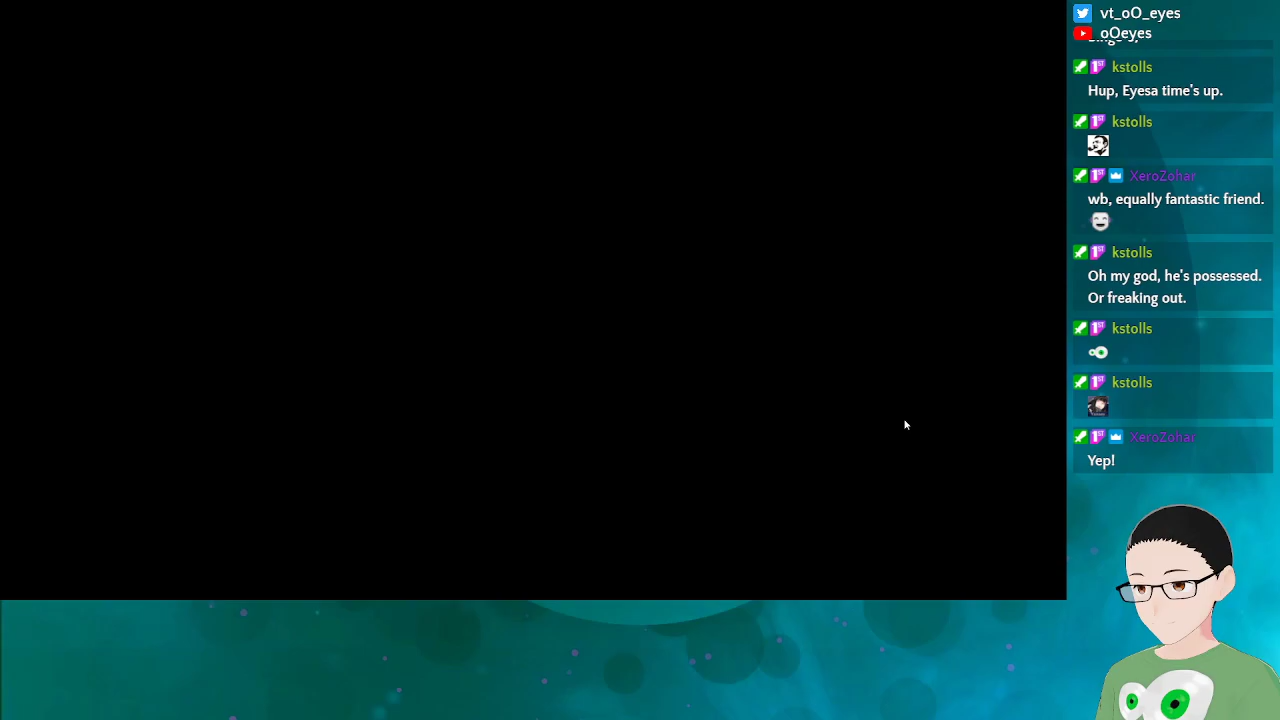 vt_oO_eyes
oOeyes
kstolls
Hup, Eyesa time's up.
kstolls
XeroZohar
wb, equally fantastic friend.
kstolls
Oh my god, he's possessed.
Or freaking out.
kstolls
kstolls
XeroZohar
Yep!